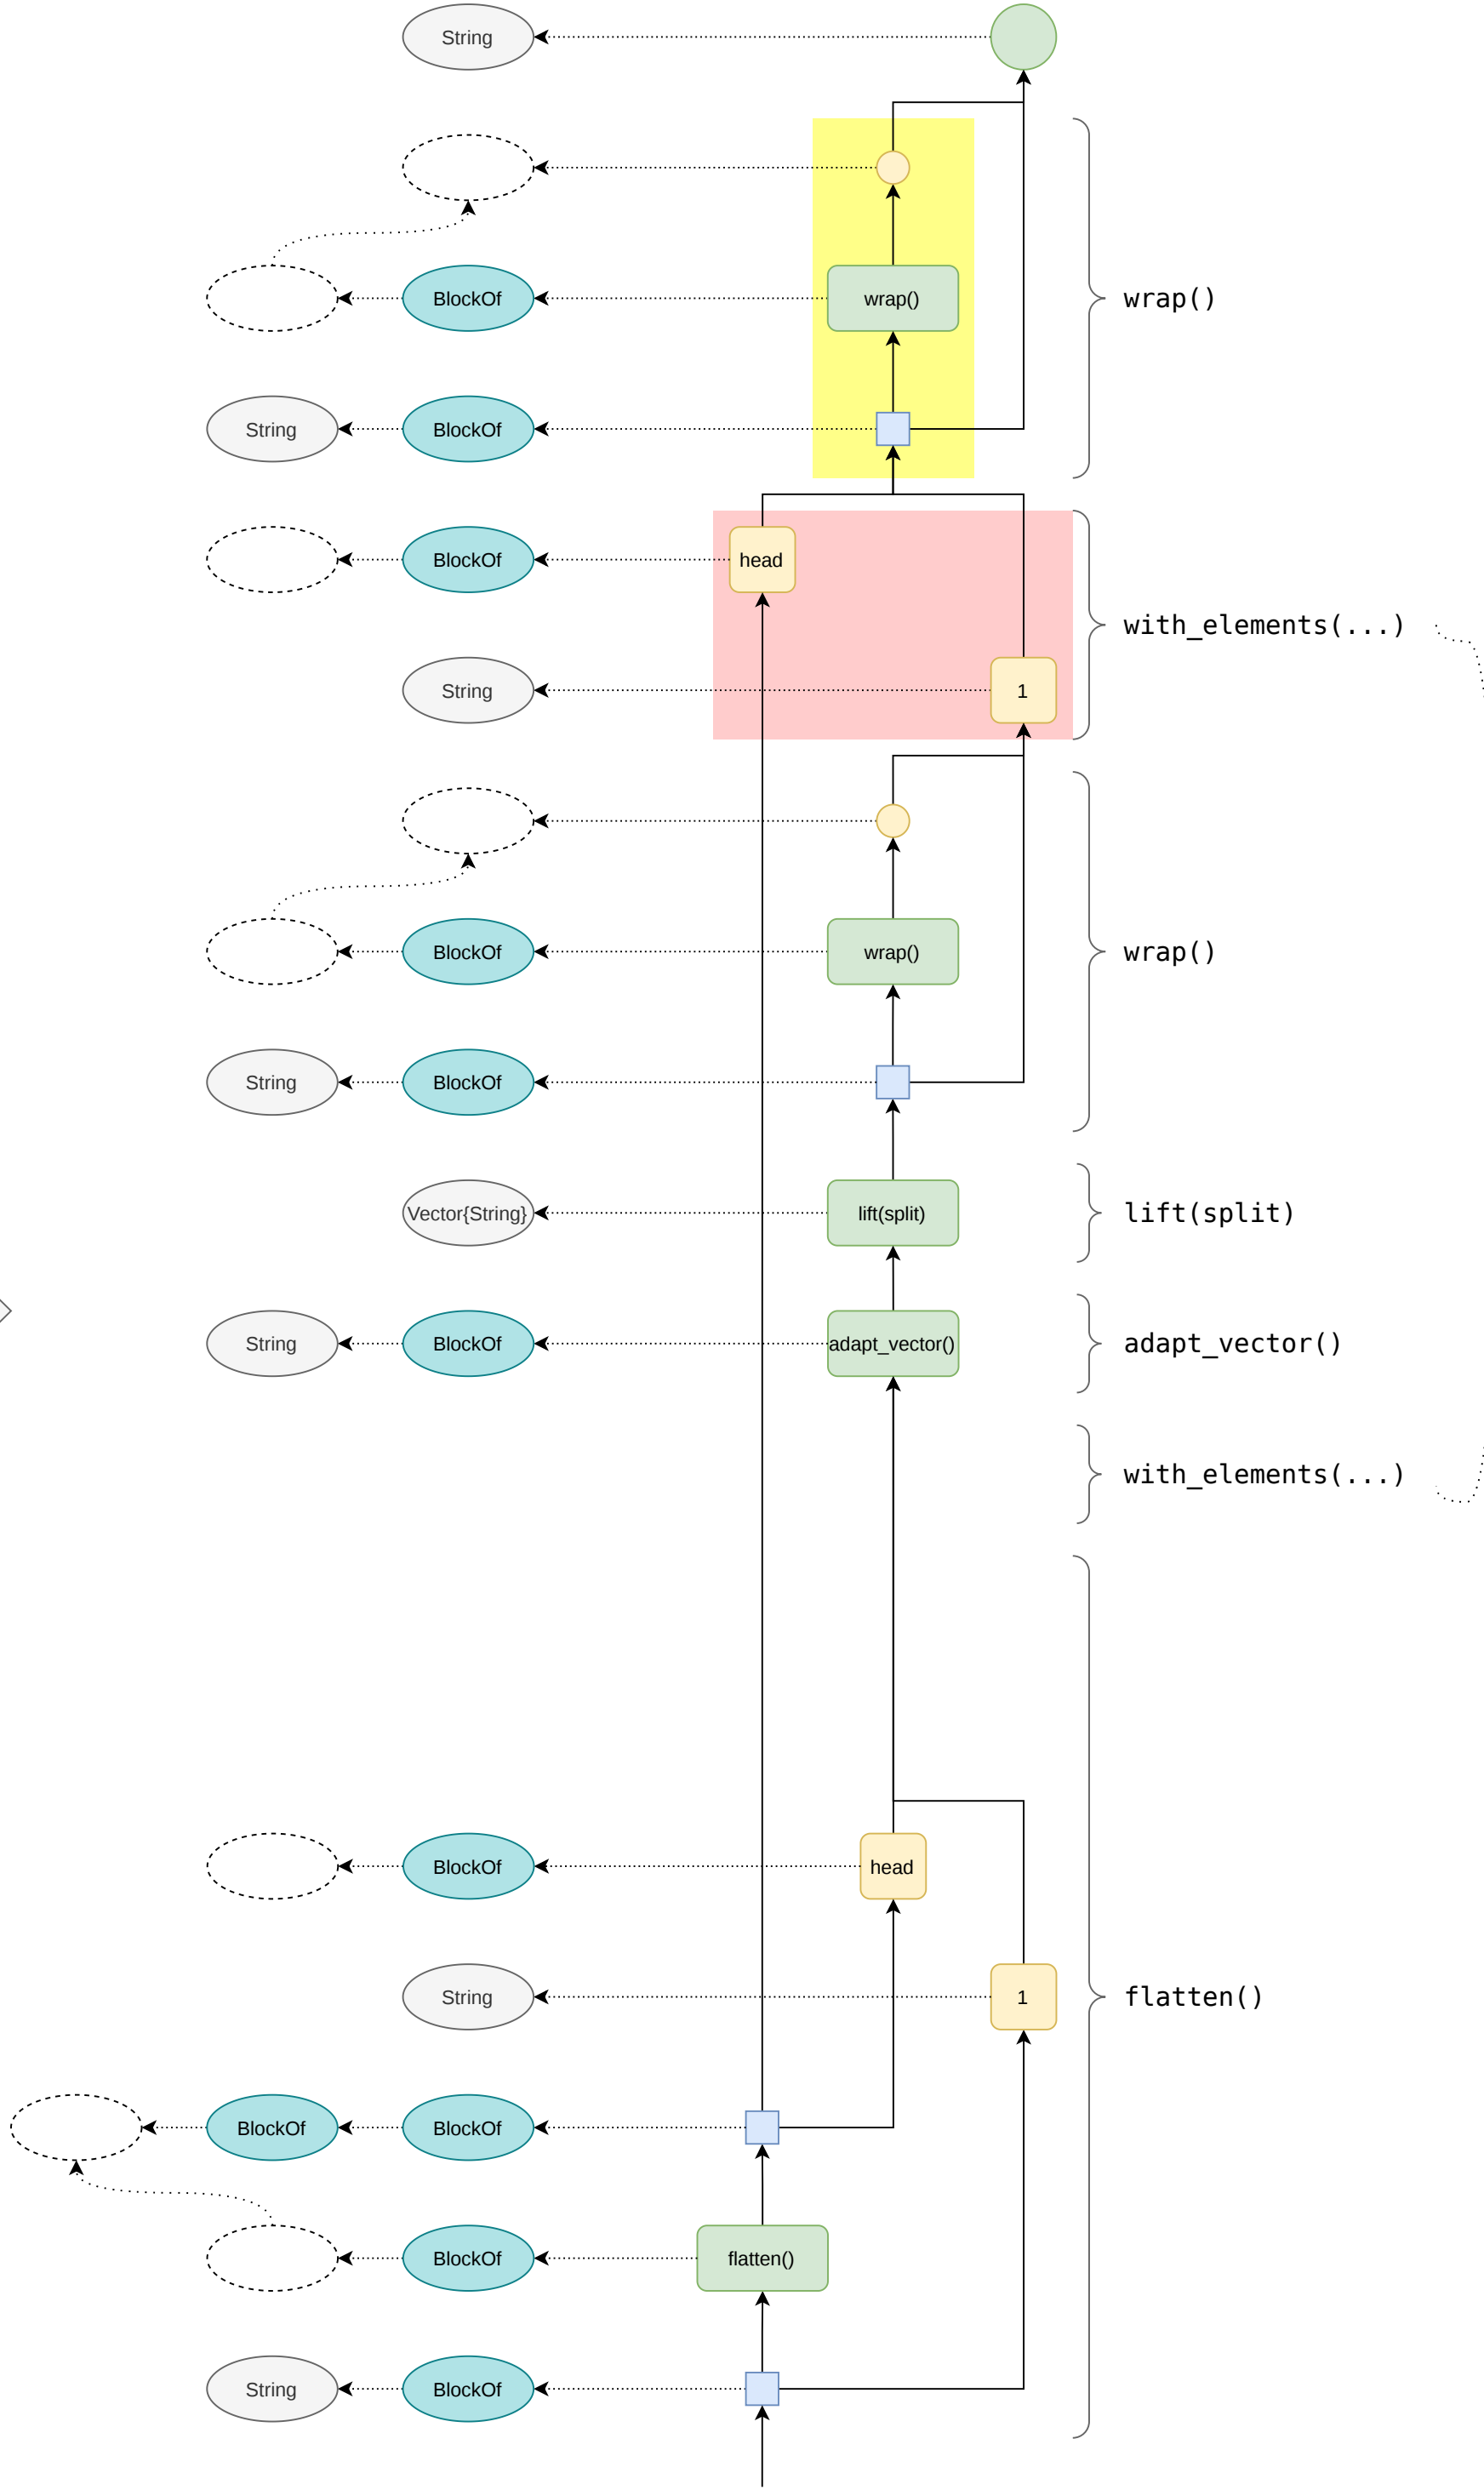 String
BlockOf
wrap()
wrap()
String
BlockOf
BlockOf
head
with_elements(...)
String
1
BlockOf
wrap()
wrap()
String
BlockOf
Vector{String}
lift(split)
lift(split)
String
BlockOf
adapt_vector()
adapt_vector()
with_elements(...)
BlockOf
head
String
1
flatten()
BlockOf
BlockOf
BlockOf
flatten()
String
BlockOf